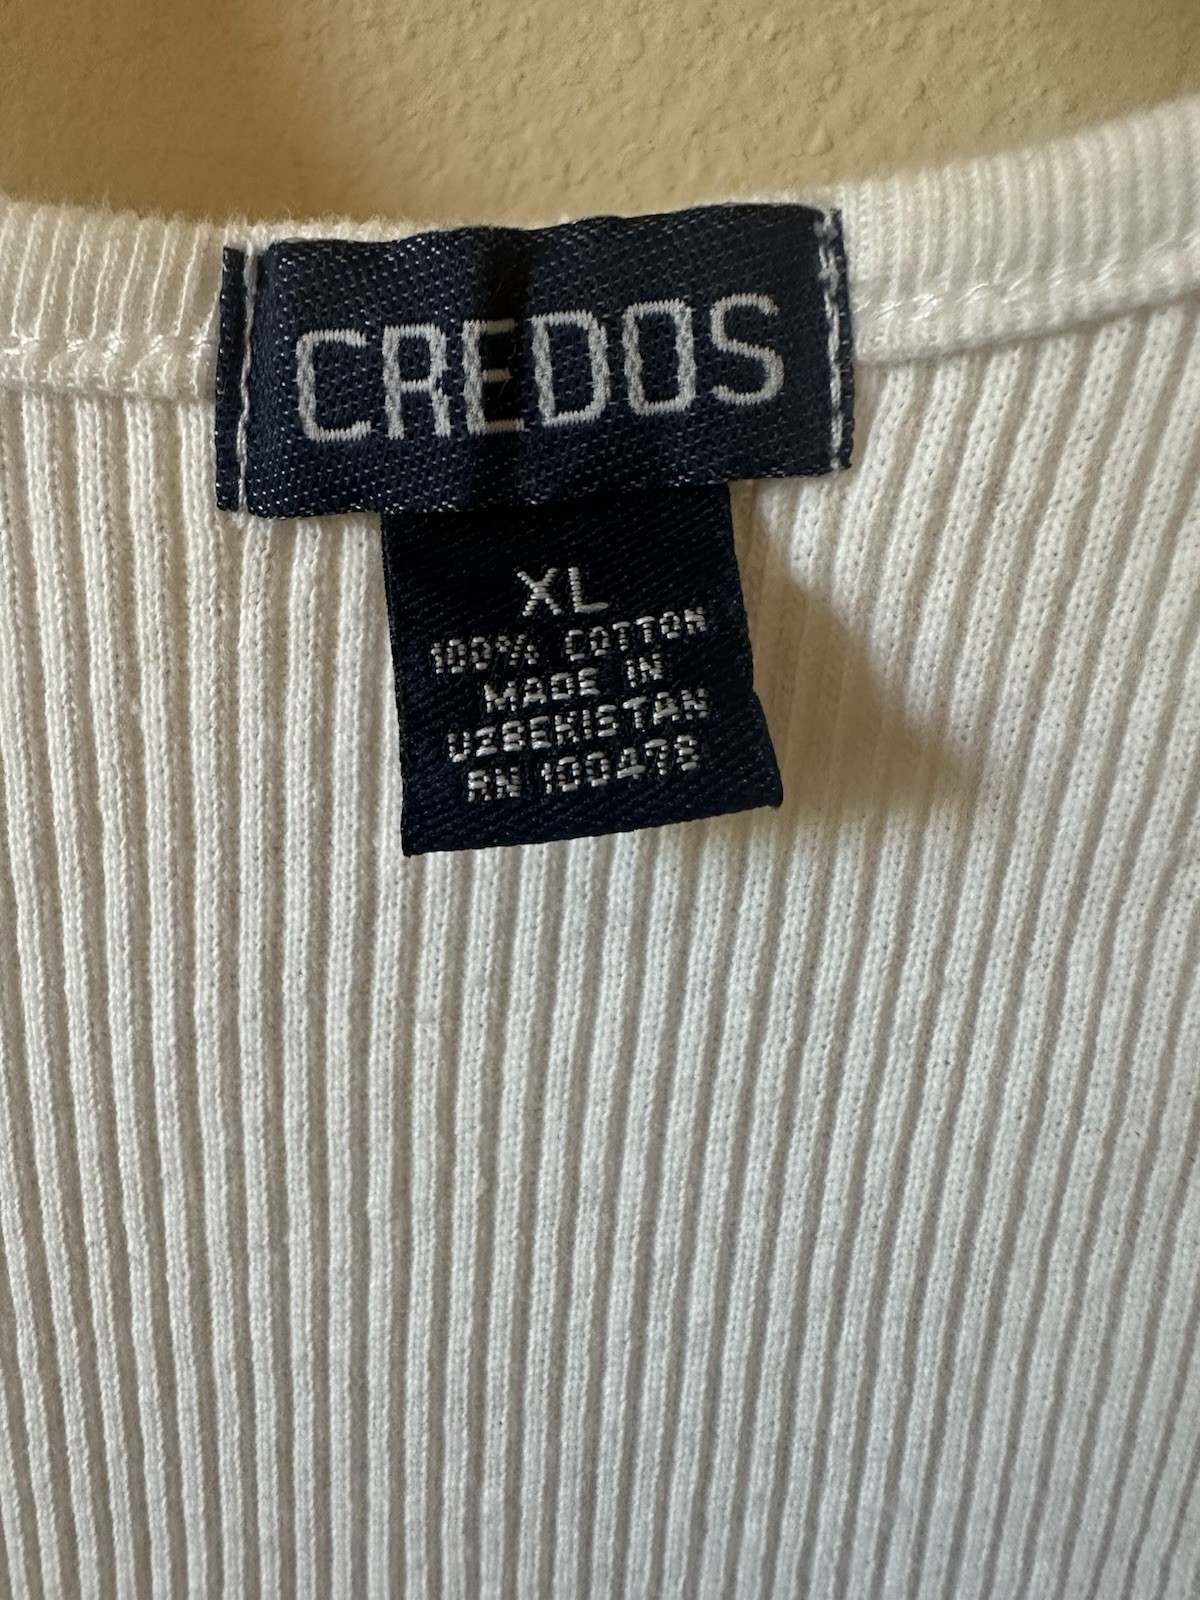 CREDOS
XL
100% COTTON
MADE IN
UZBEKISTAN
RN 100478